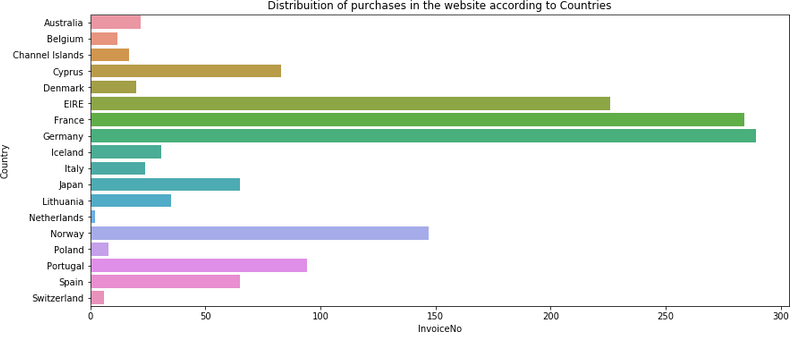 Distribuition of purchases in the website according to Countries
Australia
Belgium
Channel Islands
Cyprus
Denmark
EIRE
France
Germany
Iceland
Italy
Japan
Lithuania
Netherlands
Norway
Poland
Portugal
Spain
Switzerland
Country
0 50 100 150 200 250 300
InvoiceNo